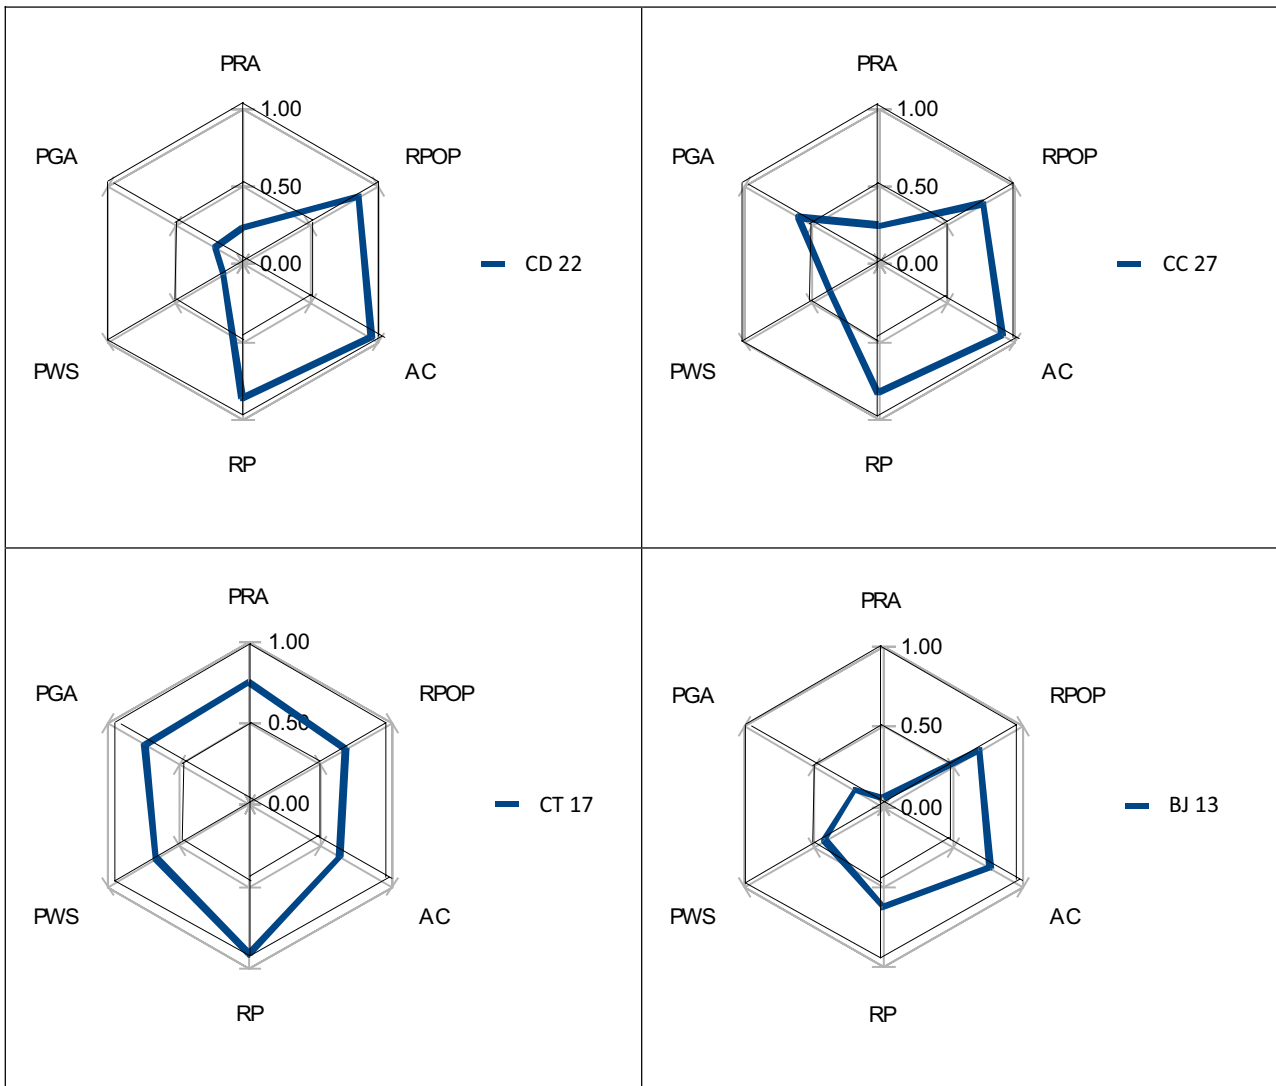 PRA
1.00
PGA
RPOP
0.50
0.00
CD 22
PWS
AC
RP
PRA
1.00
PGA
RPOP
0.50
0.00
CC 27
PWS
AC
RP
PRA
1.00
PGA
RPOP
0.50
0.00
CT 17
PWS
AC
RP
PRA
1.00
PGA
RPOP
0.50
0.00
BJ 13
PWS
AC
RP